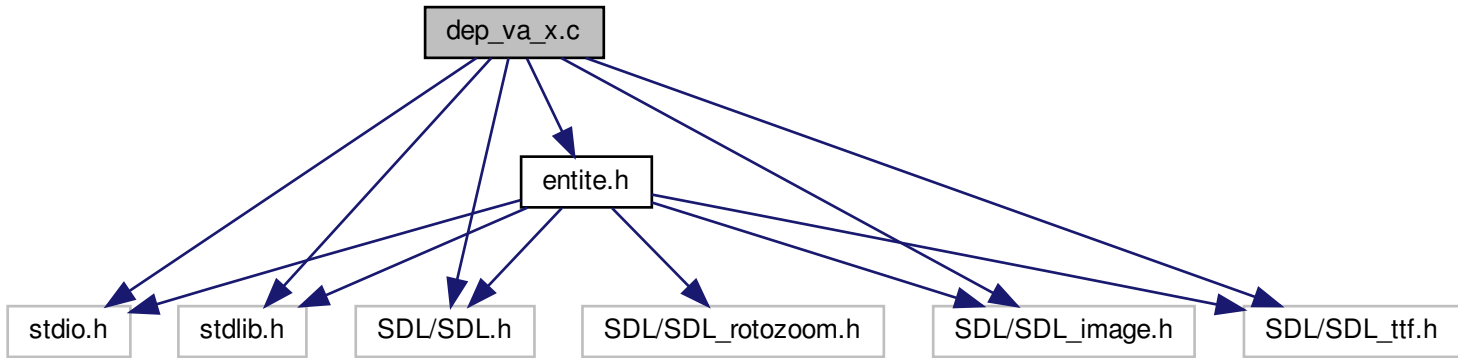 dep_va_x.c
entite.h
stdio.h
stdlib.h
SDL/SDL.h
SDL/SDL_rotozoom.h
SDL/SDL_image.h
SDL/SDL_ttf.h